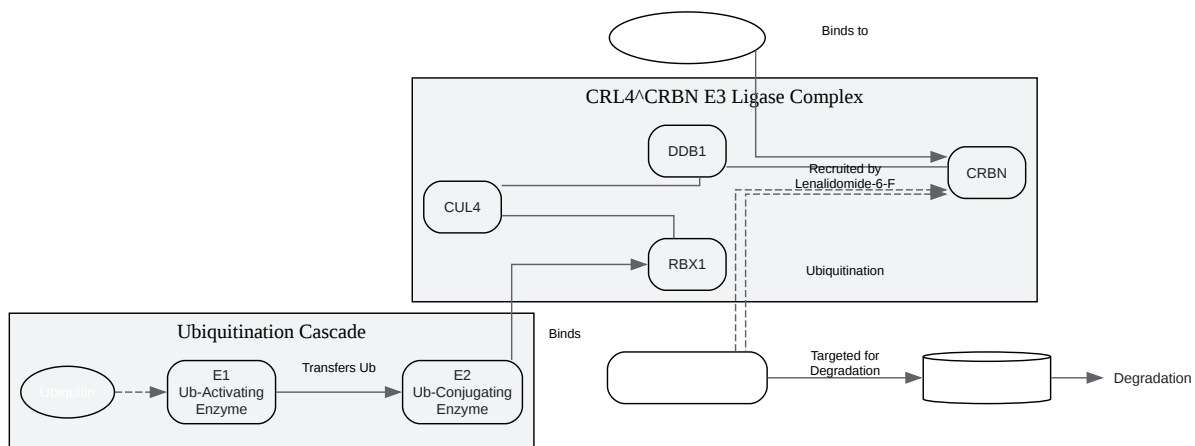 Binds to
CRL4^CRBN E3 Ligase Complex
DDB1
Recruited by
Lenalidomide-6-F
CRBN
CUL4
RBX1
Ubiquitination
Ubiquitination Cascade
Binds
Ubiquitin
E1
Ub-Activating
Enzyme
Transfers Ub
E2
Ub-Conjugating
Enzyme
Targeted for
Degradation
Degradation